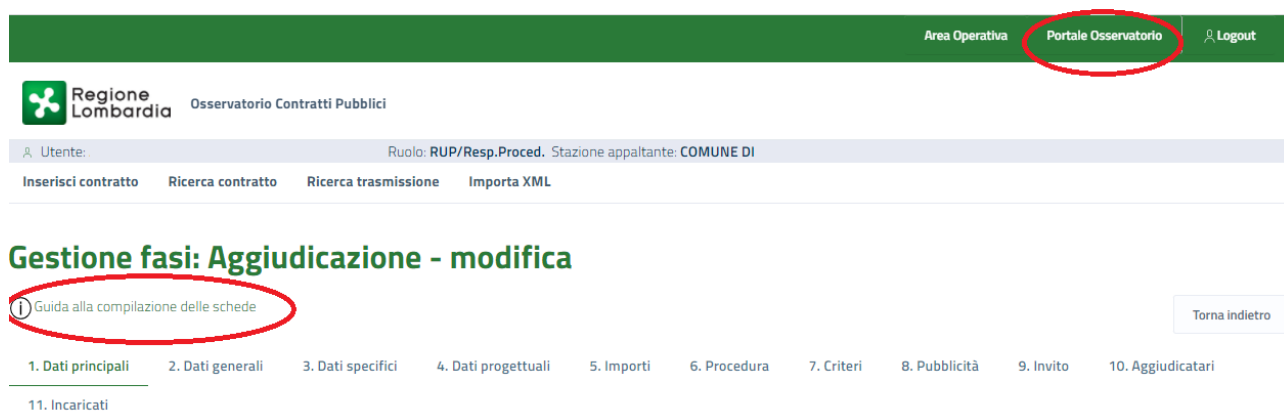 Area Operativa Portale Osservatorio Logout
Regione
Lombardia Osservatorio Contratti Pubblici
Utente: Ruolo: RUP/Resp.Proced. Stazione appaltante: COMUNE DI
Inserisci contratto Ricerca contratto Ricerca trasmissione Importa XML
Gestione fasi: Aggiudicazione - modifica
i Guida alla compilazione delle schede
Torna indietro
1. Dati principali 2. Dati generali 3. Dati specifici 4. Dati progettuali 5. Importi 6. Procedura 7. Criteri 8. Pubblicità 9. Invito 10. Aggiudicatari
11. Incaricati